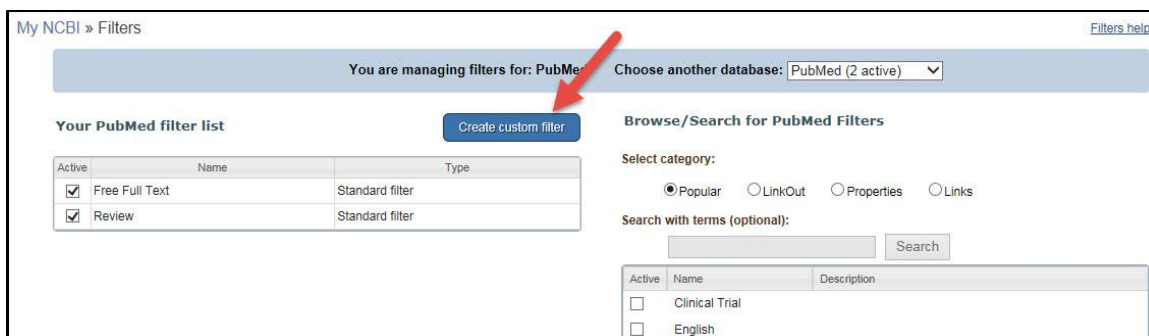 My NCBI » Filters
Filters help
You are managing filters for: PubMed Choose another database: PubMed (2 active)
Your PubMed filter list
Create custom filter
Active Name Type
Free Full Text Standard filter
Review Standard filter
Browse/Search for PubMed Filters
Select category:
Popular LinkOut Properties Links
Search with terms (optional):
Search
Active Name Description
Clinical Trial
English